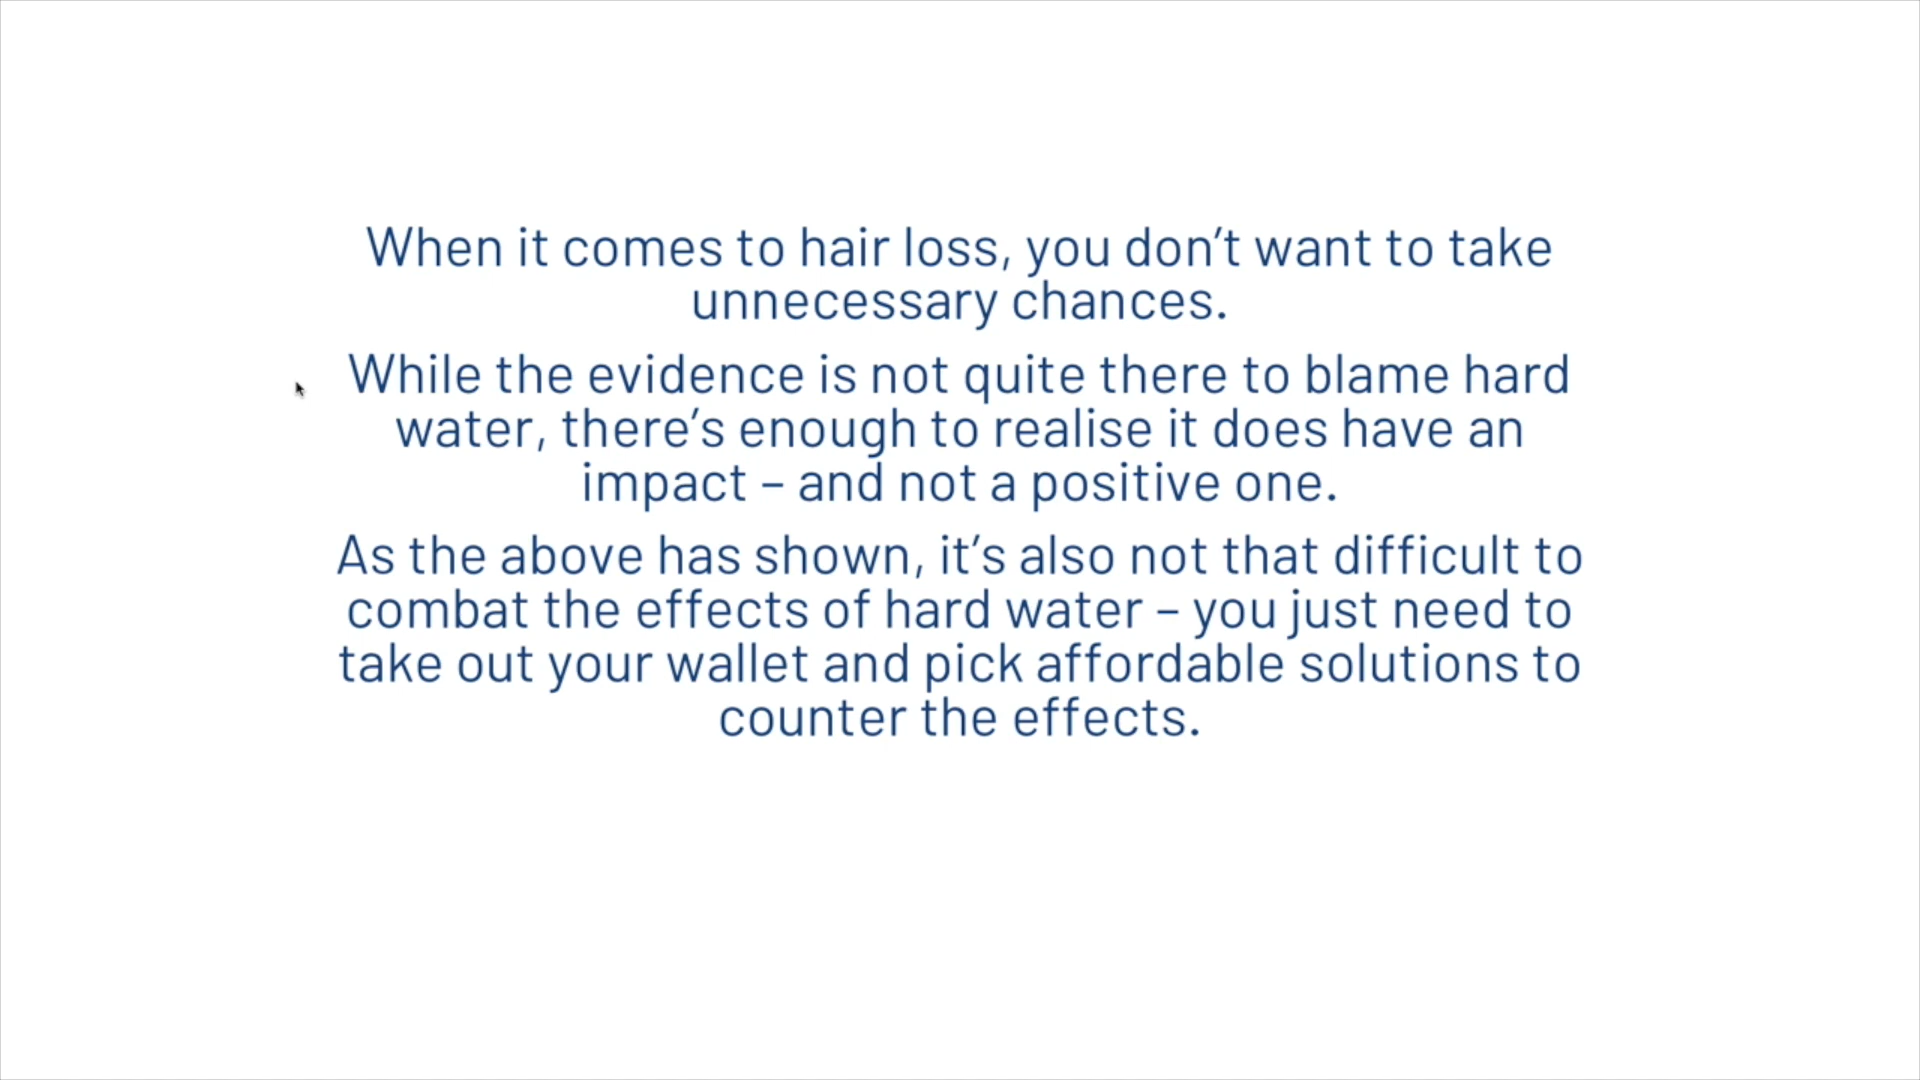 When it comes to hair loss, you don’t want to take
unnecessary chances.
While the evidence is not quite there to blame hard
water, there’s enough to realise it does have an
impact – and not a positive one.
As the above has shown, it’s also not that difficult to
combat the effects of hard water – you just need to
take out your wallet and pick affordable solutions to
counter the effects.